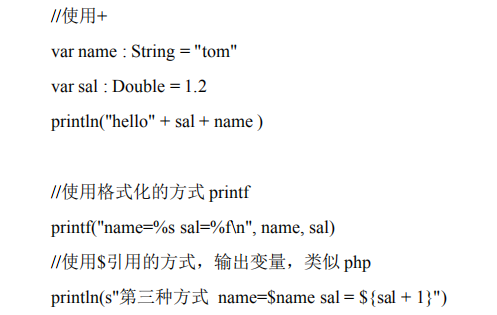 //使用+
var name : String = "tom"
var sal : Double = 1.2
println("hello" + sal + name )
//使用格式化的方式 printf
printf("name=%s sal=%f\n", name, sal)
//使用$引用的方式，输出变量，类似 php
println(s"第三种方式 name=$name sal = ${sal + 1}")